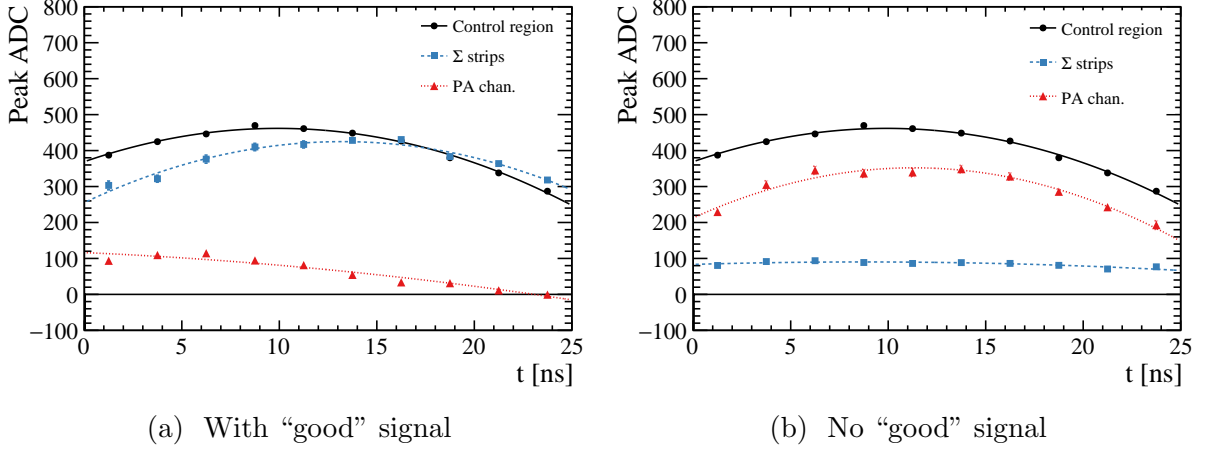 Peak ADC
800
700
600
500
400
300
200
100
0
−100
Control region
Σ strips
PA chan.
0 5 10 15 20 25
t [ns]
(a) With “good” signal
Peak ADC
800
700
600
500
400
300
200
100
0
−100
Control region
Σ strips
PA chan.
0 5 10 15 20 25
t [ns]
(b) No “good” signal